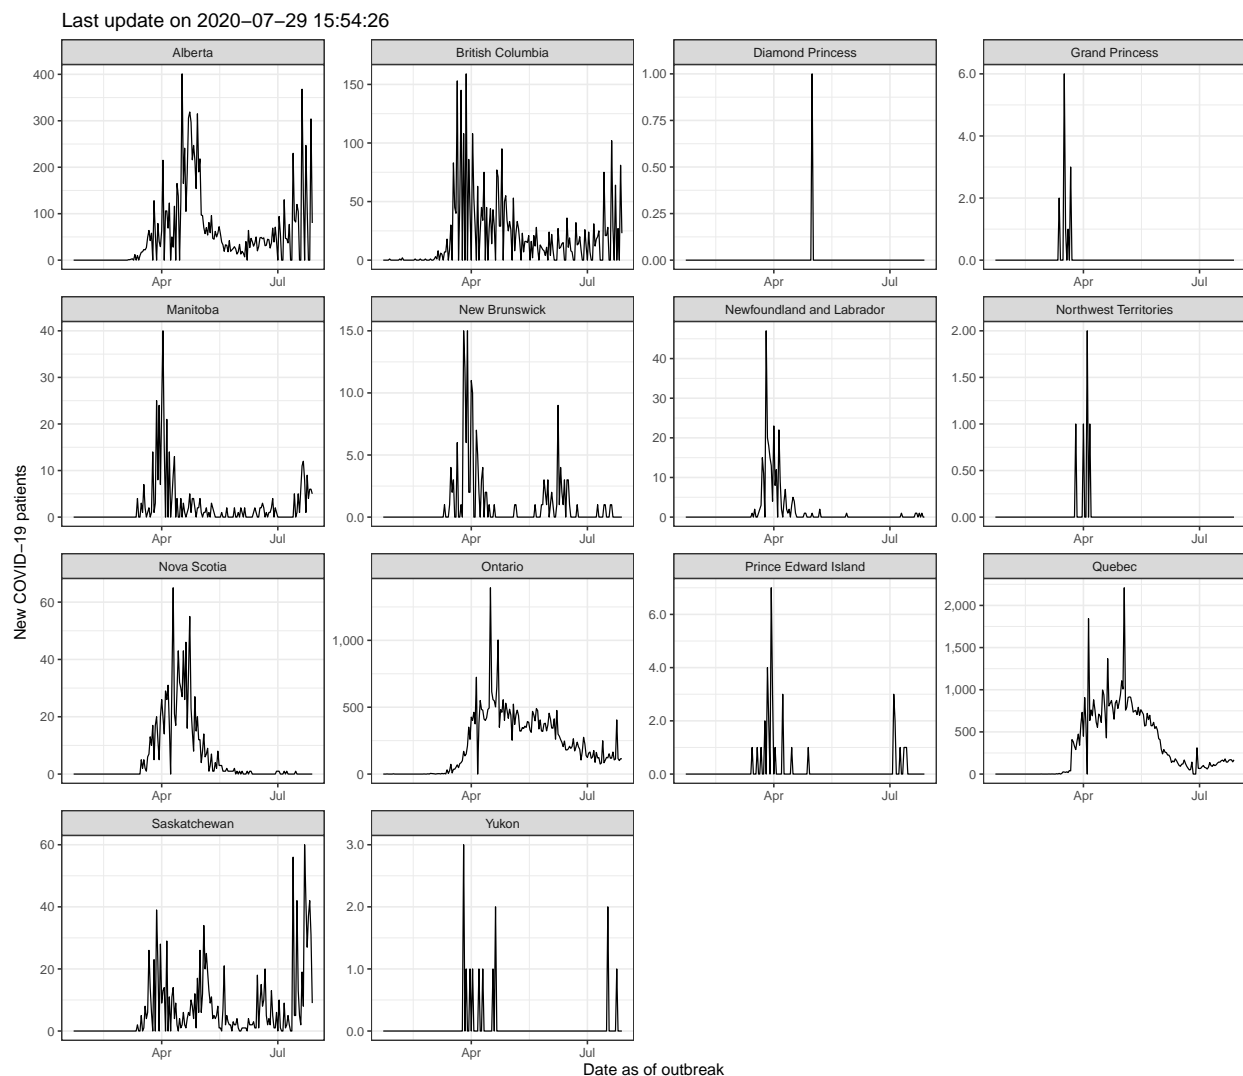 Last update on 2020−07−29 15:54:26
Alberta
British Columbia
Diamond Princess
Grand Princess
400
300
200
100
0
Apr
Jul
150
100
50
0
Apr
Jul
1.00
0.75
0.50
0.25
0.00
Apr
Jul
6.0
4.0
2.0
0.0
Apr
Jul
Manitoba
New Brunswick
Newfoundland and Labrador
Northwest Territories
40
30
20
10
0
Apr
Jul
15.0
10.0
5.0
0.0
Apr
Jul
40
30
20
10
0
Apr
Jul
2.00
1.50
1.00
0.50
0.00
Apr
Jul
New COVID−19 patients
Nova Scotia
Ontario
Prince Edward Island
Quebec
60
40
20
0
Apr
Jul
1,000
500
0
Apr
Jul
6.0
4.0
2.0
0.0
Apr
Jul
2,000
1,500
1,000
500
0
Apr
Jul
Saskatchewan
Yukon
60
40
20
0
Apr
Jul
3.0
2.0
1.0
0.0
Apr
Jul
Date as of outbreak